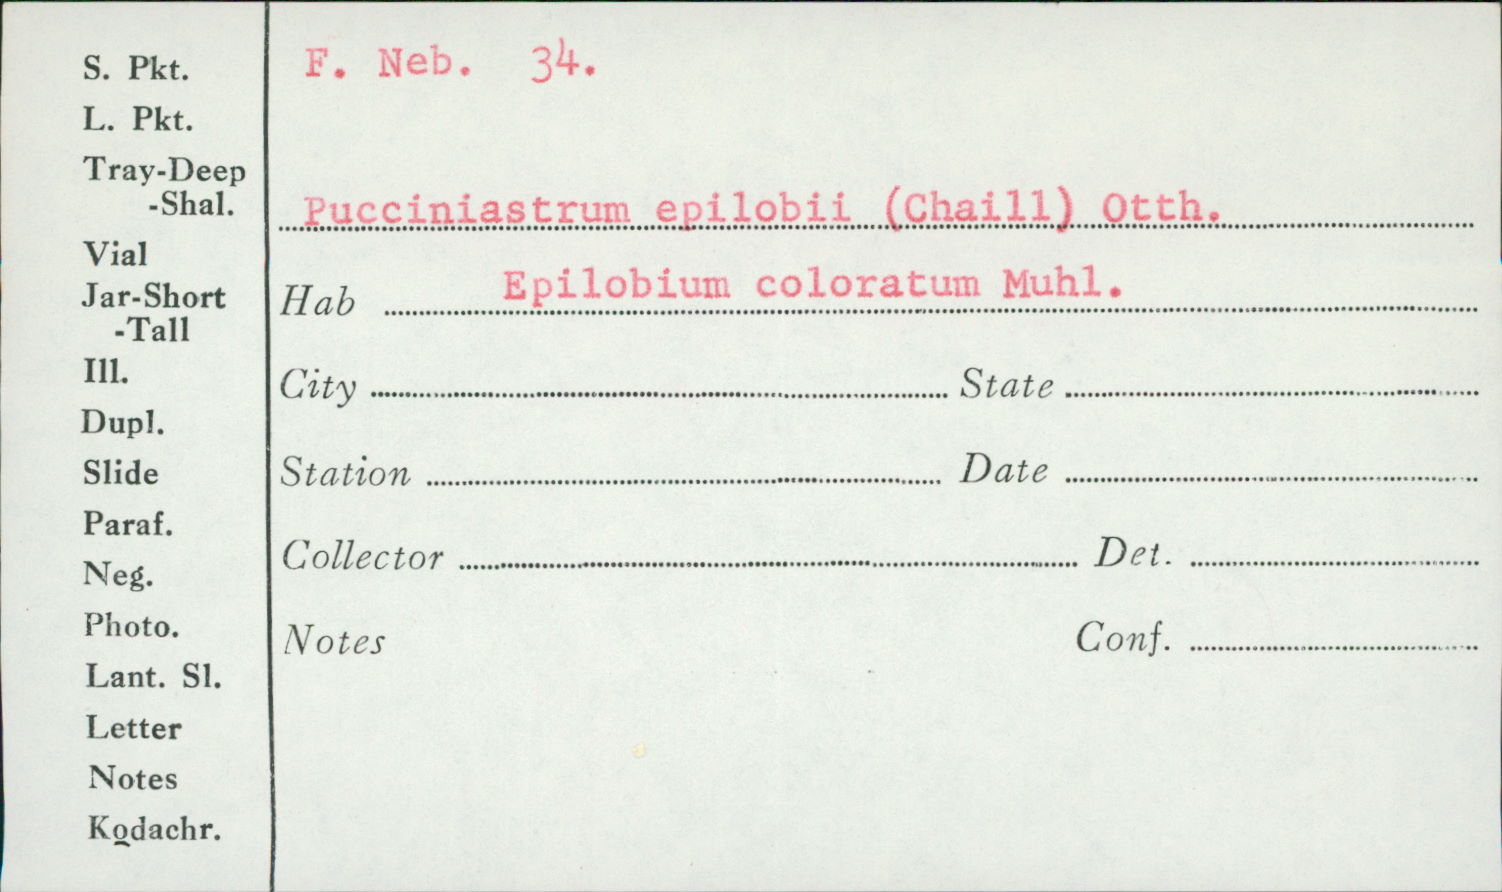 S. Pkt.
L. Pkt.
Tray-Deep
-Shal.
Vial
Jar-Short
-Tall
Ill.
Dupl.
Slide
Paraf.
Neg.
Photo.
Lant. Sl.
Letter
Notes
Kodachr.
F. Neb. 34.
Pucciniastrum epilobii (Chaill) Otth.
Hab Epilobium coloratum Muhl.
City State
Station Date
Collector Det.
Notes Conf.